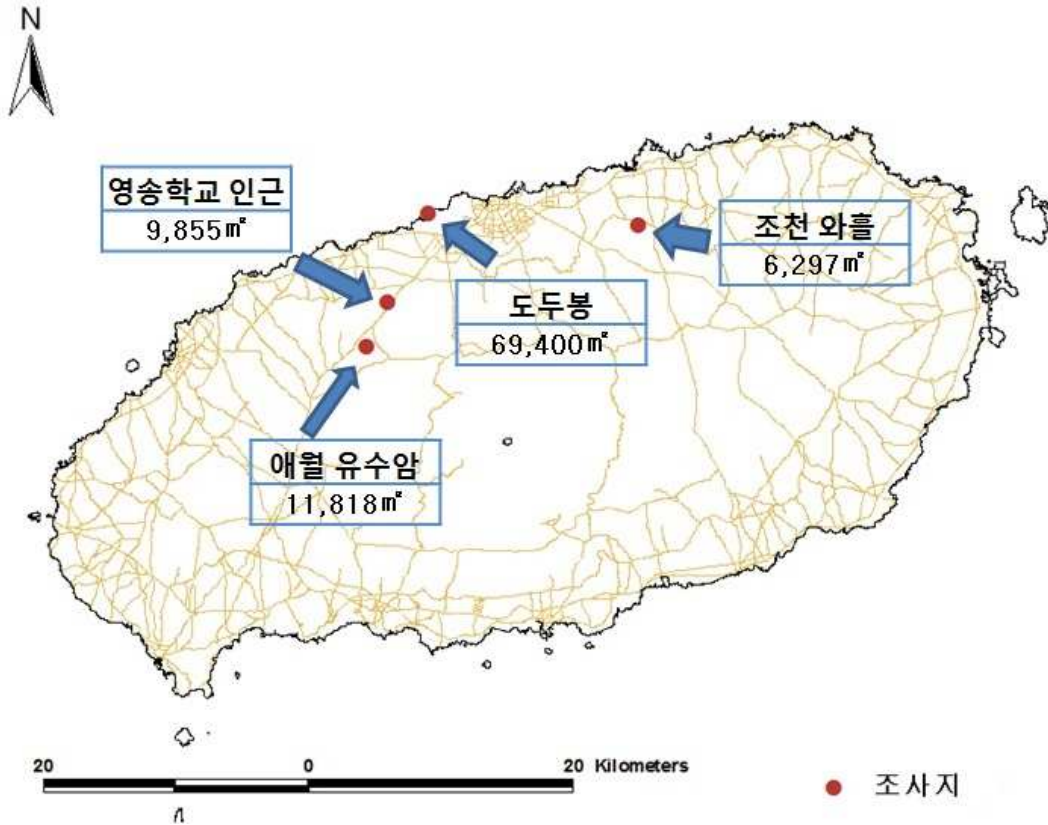 N
영송학교 인근
9,855㎡
조천 와흘
6,297㎡
도두봉
69,400㎡
애월 유수암
11,818㎡
20 0 20 Kilometers
조사지